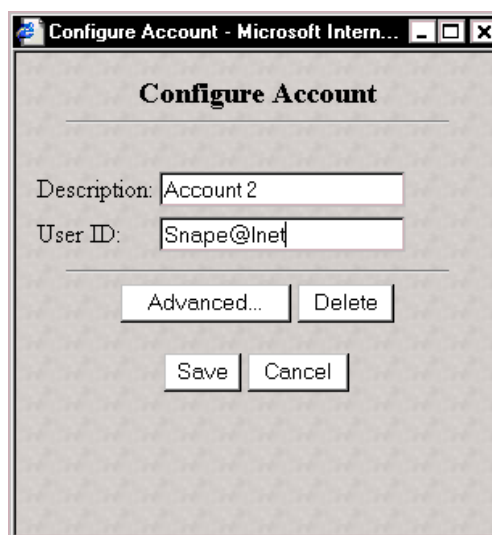 Configure Account - Microsoft Intern...
Configure Account
Description: Account 2
User ID: Snape@Inet
Advanced... Delete
Save Cancel